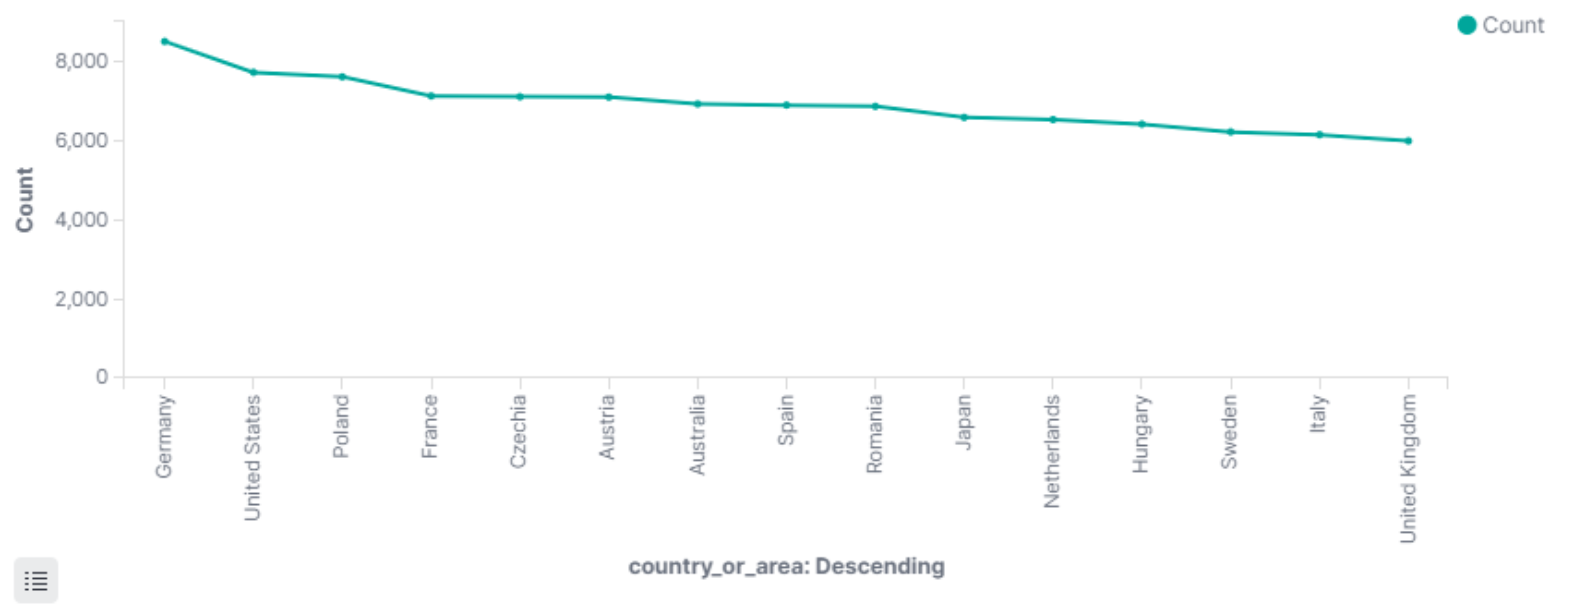 Count
8,000
6,000
4,000
2,000
0
Count
Germany
United States
Poland
France
Czechia
Austria
Australia
Spain
Romania
Japan
Netherlands
Hungary
Sweden
Italy
United Kingdom
country_or_area: Descending